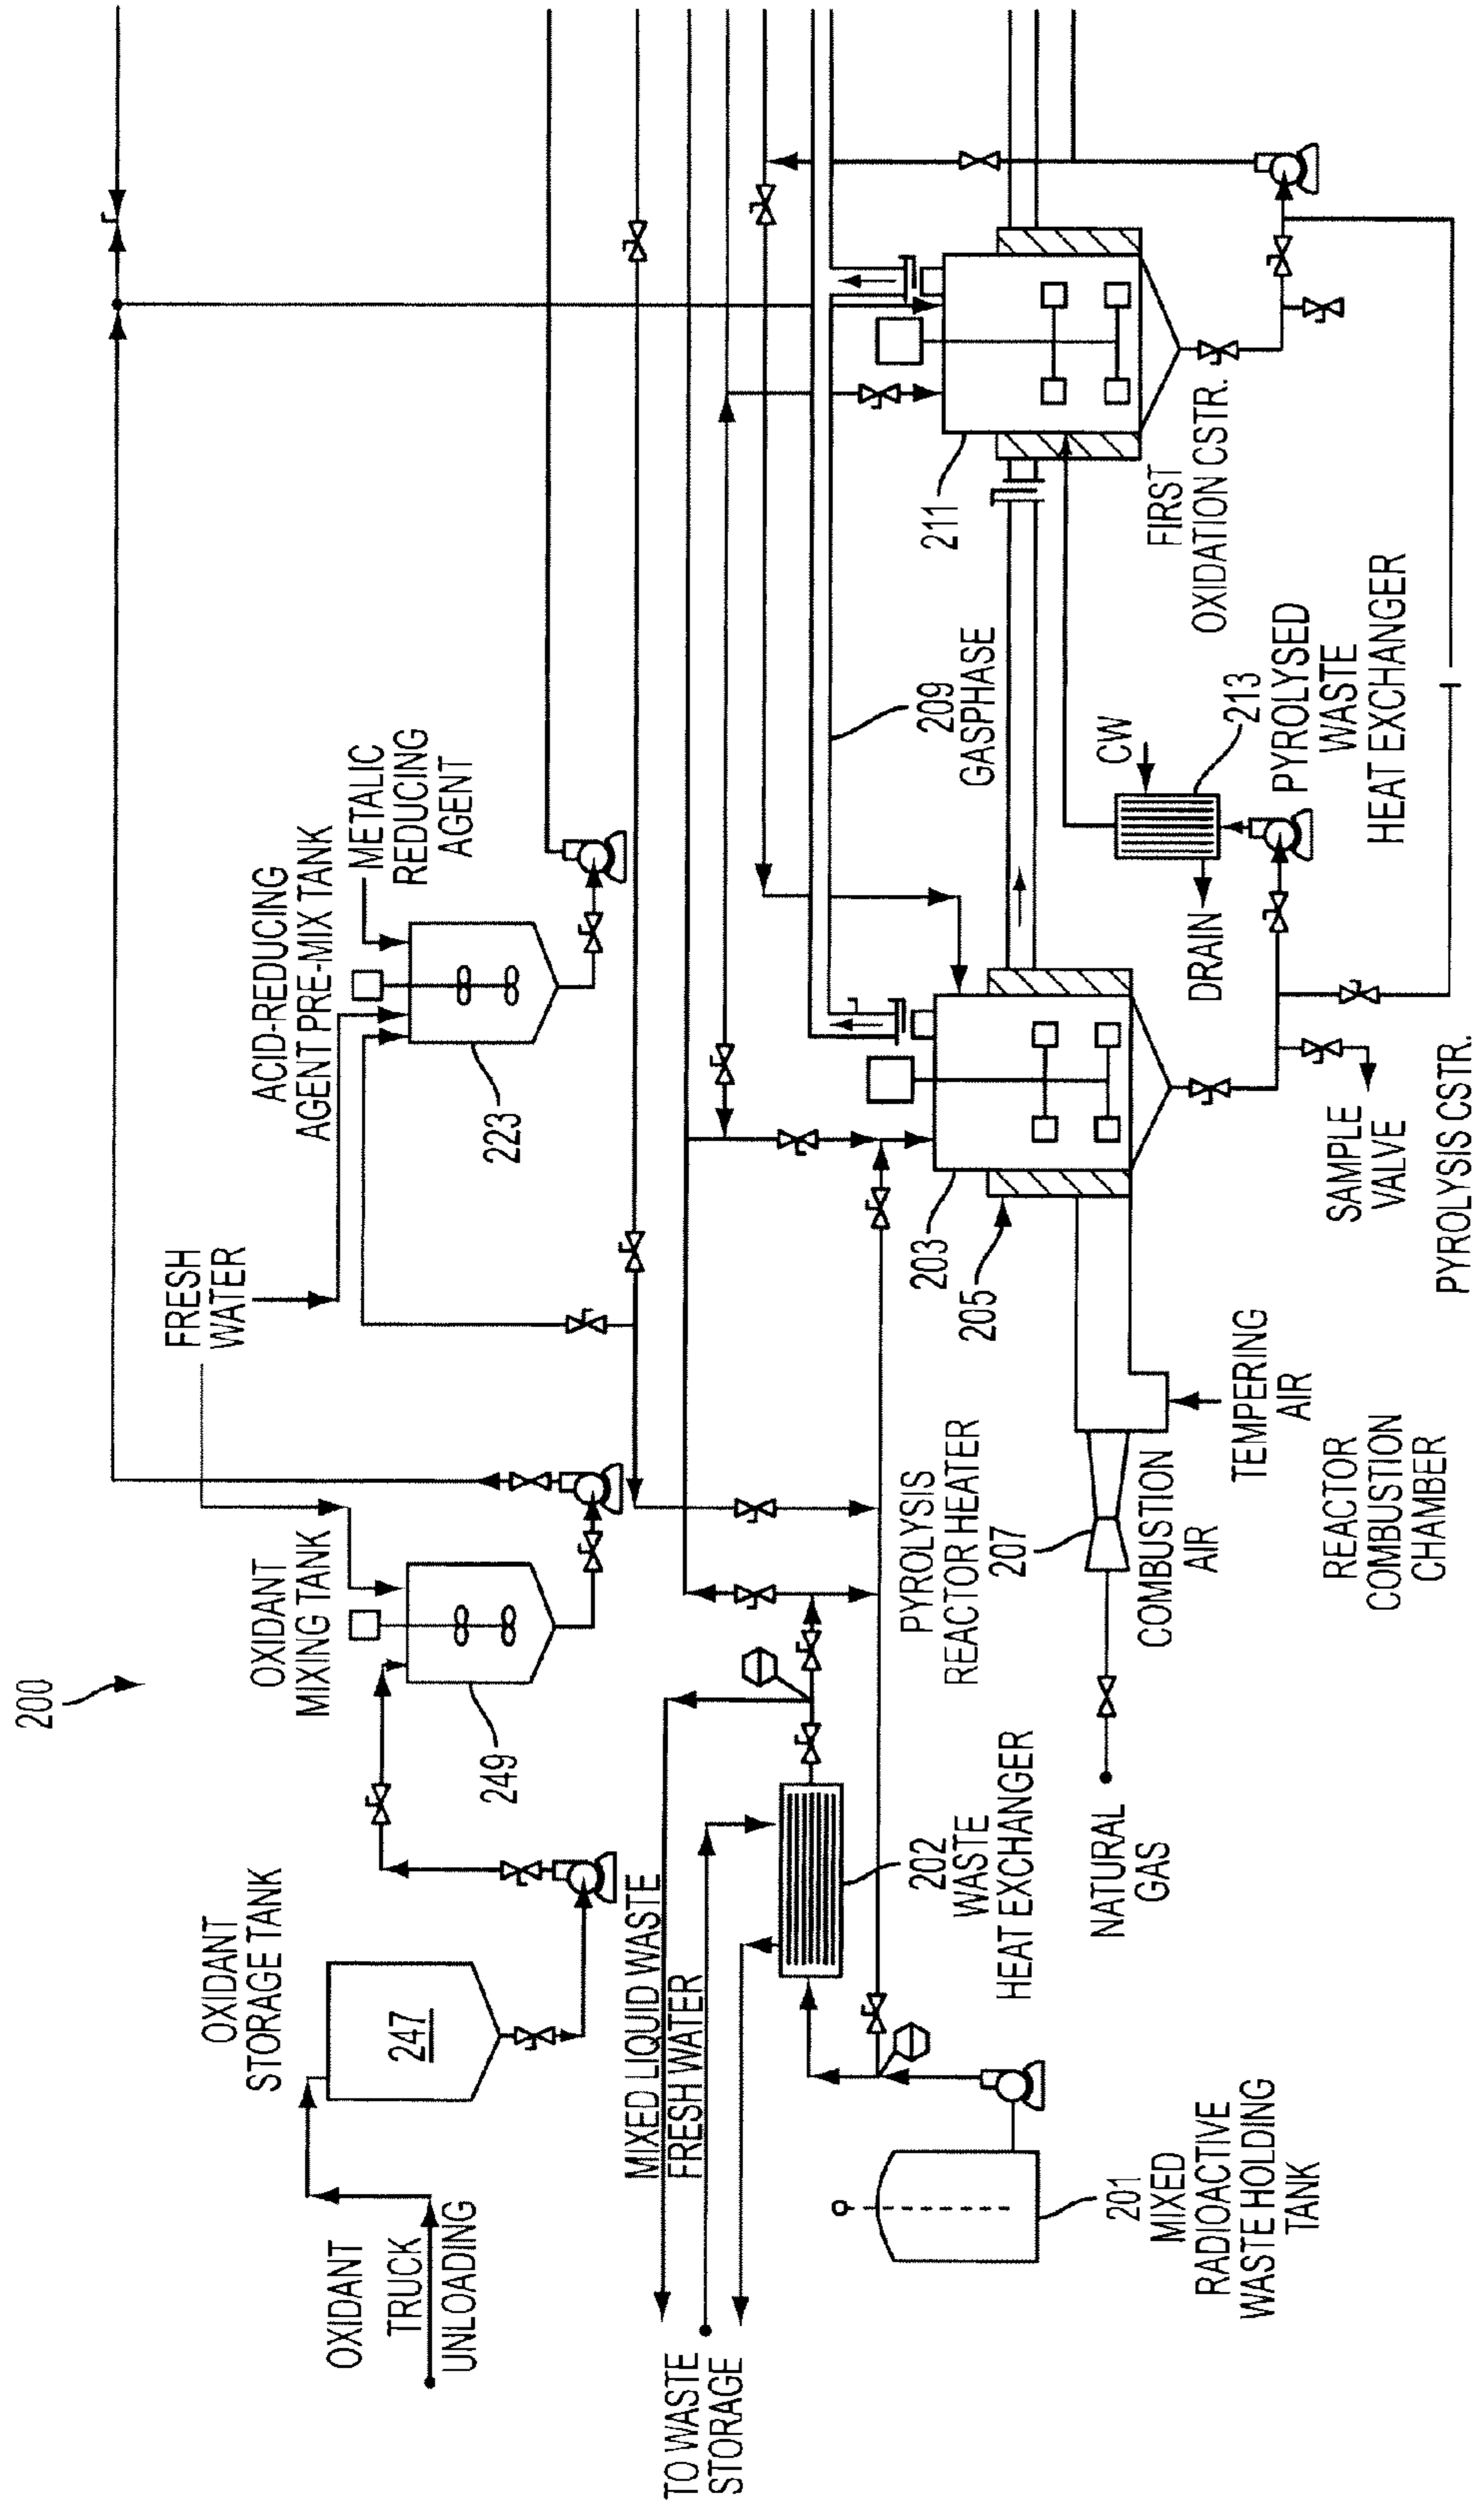 200
OXIDANT
TRUCK
UNLOADING
OXIDANT
STORAGE TANK
247
OXIDANT
MIXING TANK
249
FRESH
WATER
ACID-REDUCING
AGENT PRE-MIX TANK
METALIC
REDUCING
AGENT
223
TO WASTE
STORAGE
MIXED LIQUID WASTE
FRESH WATER
202
WASTE
HEAT EXCHANGER
201
MIXED
RADIOACTIVE
WASTE HOLDING
TANK
NATURAL
GAS
PYROLYSIS
REACTOR HEATER
207
COMBUSTION
AIR
TEMPERING
AIR
REACTOR
COMBUSTION
CHAMBER
203
205
SAMPLE
VALVE
PYROLYSIS CSTR.
209
GASPHASE
CW
DRAIN
213
PYROLYSED
WASTE
HEAT EXCHANGER
211
FIRST
OXIDATION CSTR.